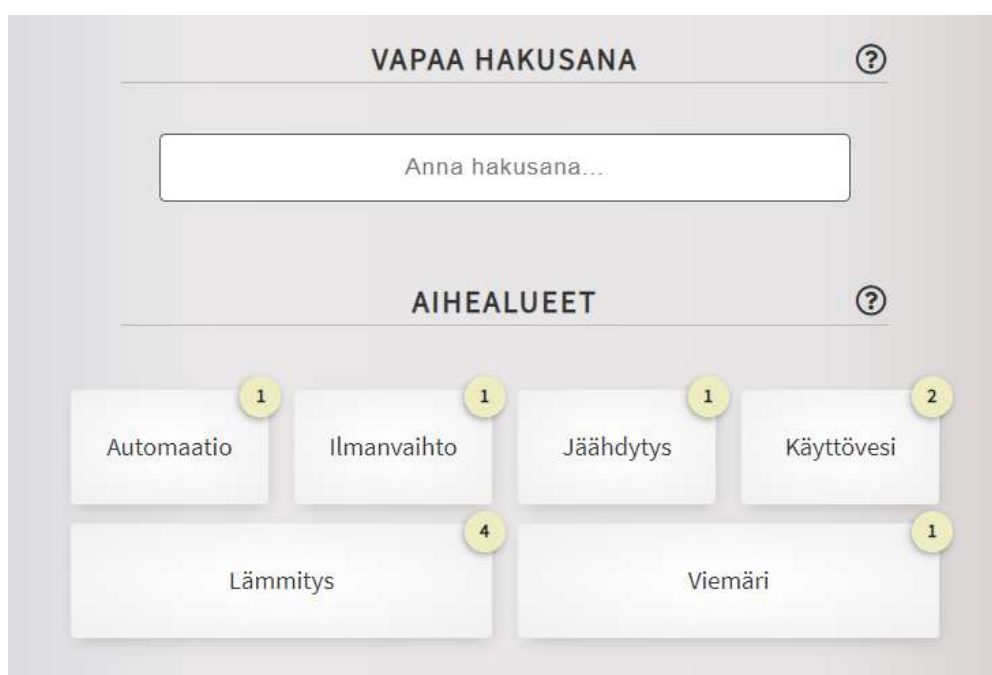 VAPAA HAKUSANA ?
Anna hakusana...
AIHEALUEET ?
1 1 1 2
Automaatio Ilmanvaihto Jäähdytys Käyttövesi
4 1
Lämmitys Viemäri